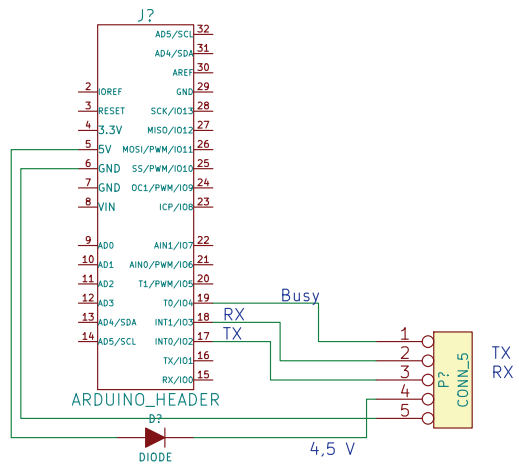 J?
AD5/SCL 32
AD4/SDA 31
AREF 30
2 IOREF GND 29
3 RESET SCK/IO13 28
4 3.3V MISO/IO12 27
5 5V MOSI/PWM/IO11 26
6 GND SS/PWM/IO10 25
7 GND OC1/PWM/IO9 24
8 VIN ICP/IO8 23
9 AD0 AIN1/IO7 22
10 AD1 AIN0/PWM/IO6 21
11 AD2 T1/PWM/IO5 20
12 AD3 T0/IO4 19 Busy
13 AD4/SDA INT1/IO3 18 RX
14 AD5/SCL INT0/IO2 17 TX
TX/IO1 16
RX/IO0 15
ARDUINO_HEADER
1
2 TX
3 RX
4
5
P?
CONN_5
D?
DIODE
4,5 V